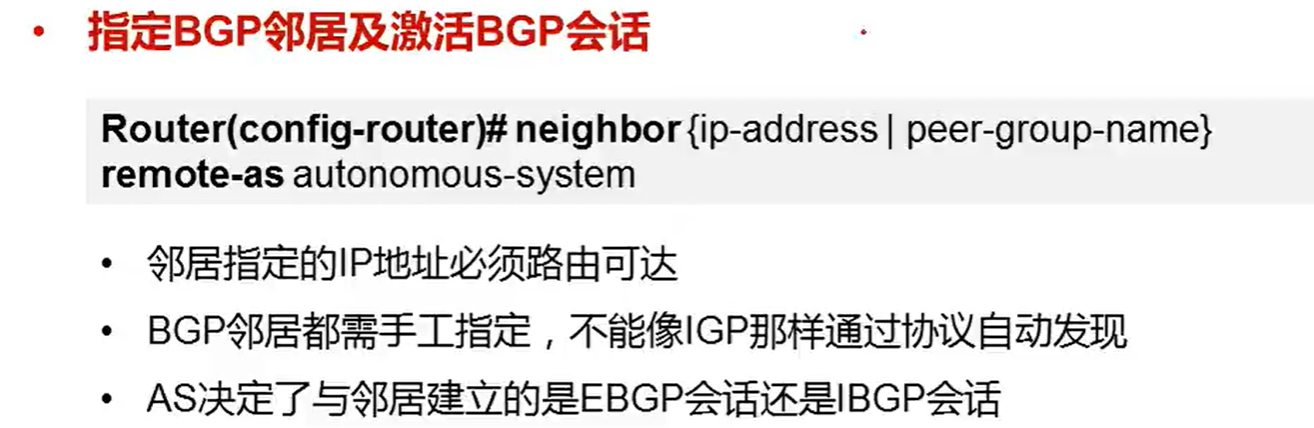 • 指定BGP邻居及激活BGP会话
Router(config-router)# neighbor {ip-address | peer-group-name}
remote-as autonomous-system
• 邻居指定的IP地址必须路由可达
• BGP邻居都需手工指定，不能像IGP那样通过协议自动发现
• AS决定了与邻居建立的是EBGP会话还是IBGP会话